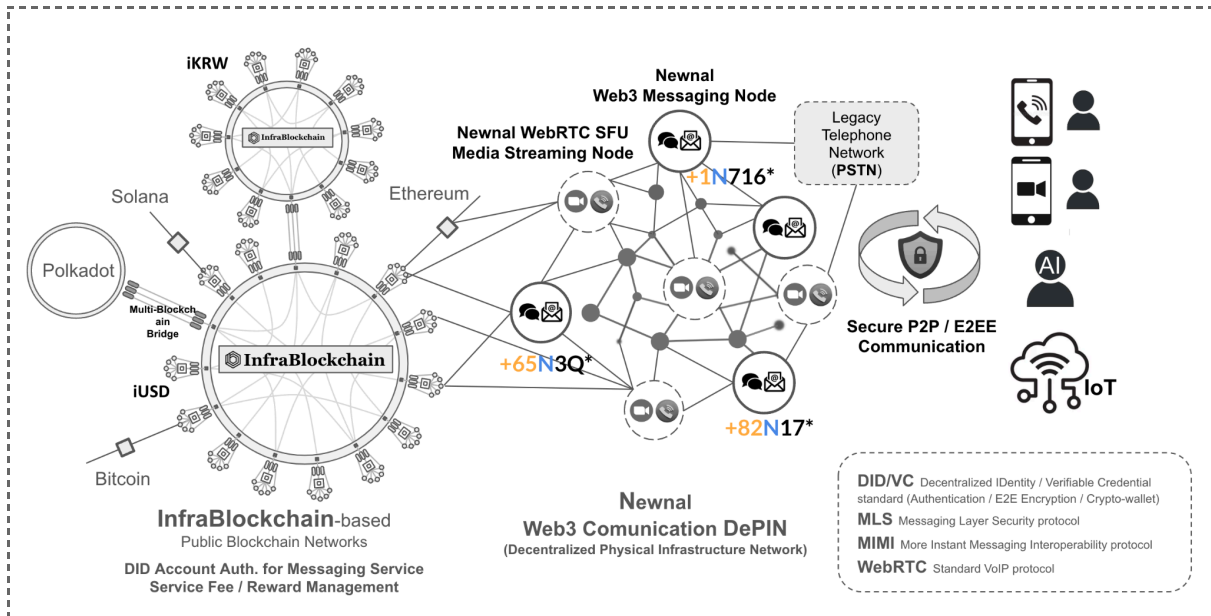 iKRW
InfraBlockchain
Solana
Ethereum
Polkadot
Multi-Blockch
ain
Bridge
InfraBlockchain
iUSD
Bitcoin
InfraBlockchain-based
Public Blockchain Networks
DID Account Auth. for Messaging Service
Service Fee / Reward Management
Newnal
Web3 Messaging Node
Newnal WebRTC SFU
Media Streaming Node
+1N716*
+65N3Q*
+82N17*
Newnal
Web3 Comunication DePIN
(Decentralized Physical Infrastructure Network)
Legacy
Telephone
Network
(PSTN)
Secure P2P / E2EE
Communication
AI
IoT
DID/VC Decentralized IDentity / Verifiable Credential
standard (Authentication / E2E Encryption / Crypto-wallet)
MLS Messaging Layer Security protocol
MIMI More Instant Messaging Interoperability protocol
WebRTC Standard VoIP protocol